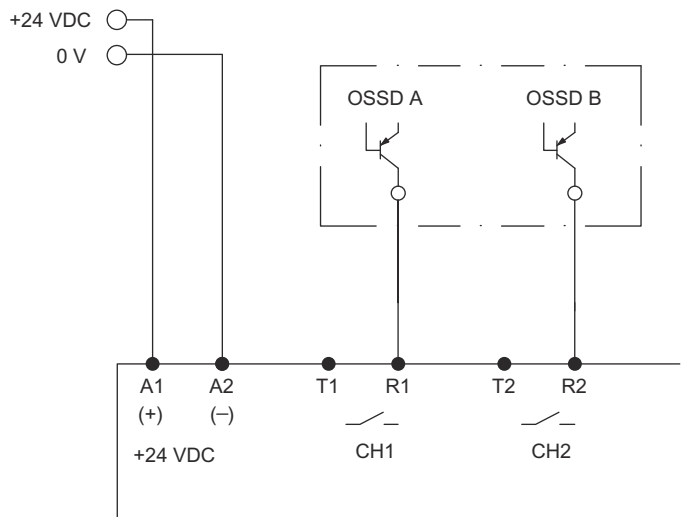 +24 VDC
0 V
OSSD A OSSD B
A1 A2 T1 R1 T2 R2
(+) (–)
+24 VDC CH1 CH2